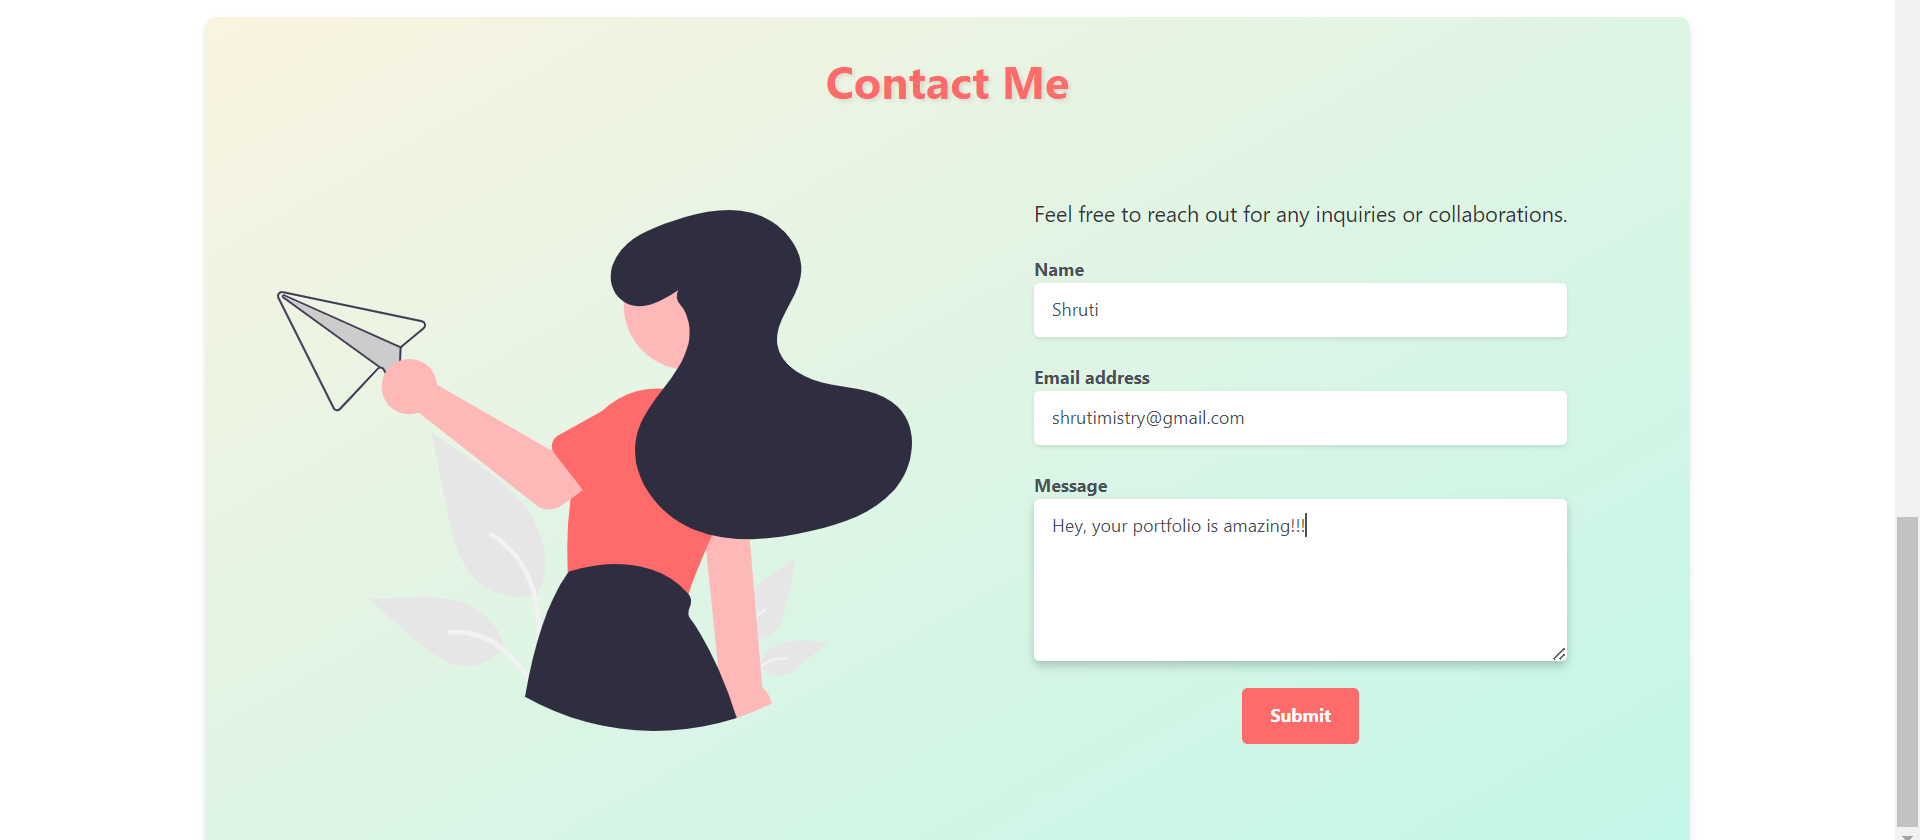 Contact Me
Feel free to reach out for any inquiries or collaborations.
Name
Shruti
Email address
shrutimistry@gmail.com
Message
Hey, your portfolio is amazing!!!
Submit